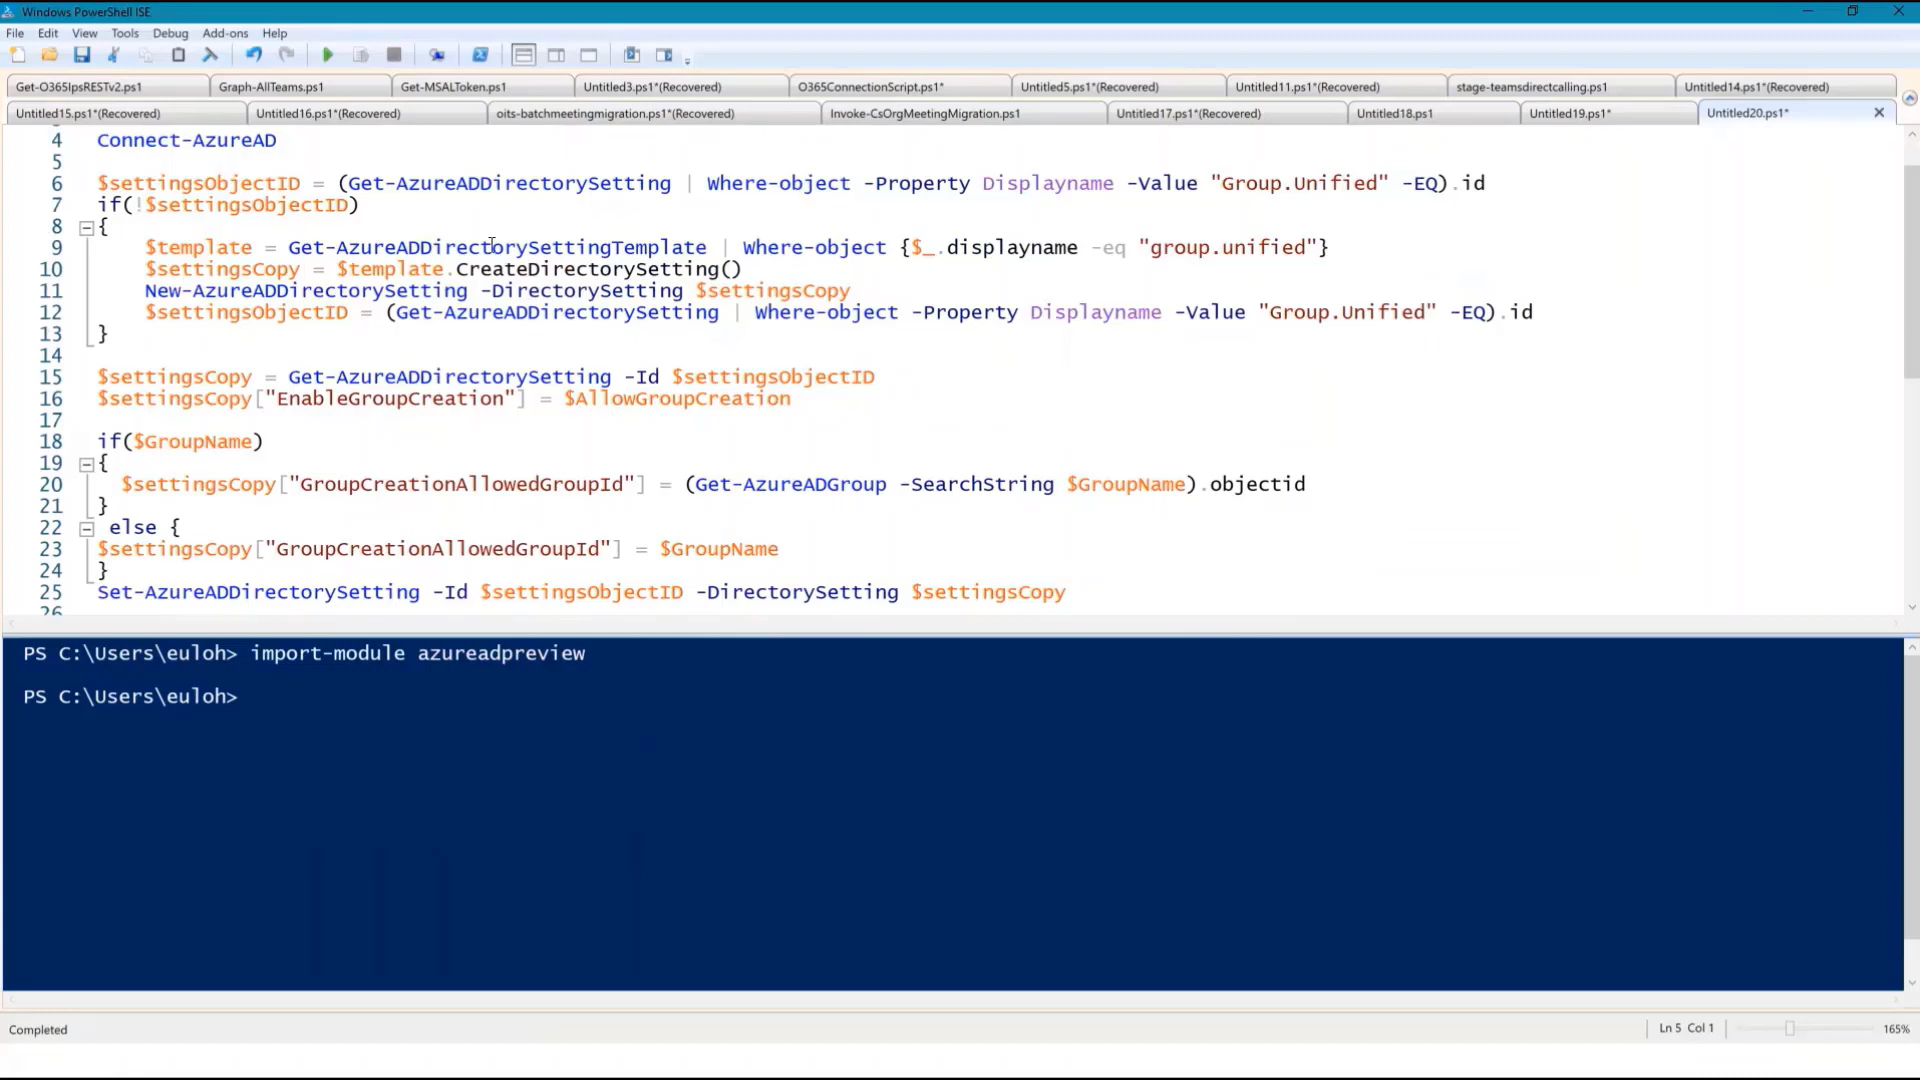 Windows PowerShell ISE
File Edit View Tools Debug Add-ons Help
Get-O365IpsRESTv2.ps1 Graph-AllTeams.ps1 Get-MSALToken.ps1 Untitled3.ps1*(Recovered) O365ConnectionScript.ps1* Untitled5.ps1*(Recovered) Untitled11.ps1*(Recovered) stage-teamsdirectcalling.ps1 Untitled14.ps1*(Recovered)
Untitled15.ps1*(Recovered) Untitled16.ps1*(Recovered) oits-batchmeetingmigration.ps1*(Recovered) Invoke-CsOrgMeetingMigration.ps1 Untitled17.ps1*(Recovered) Untitled18.ps1 Untitled19.ps1* Untitled20.ps1*
4 Connect-AzureAD
5
6 $settingsObjectID = (Get-AzureADDirectorySetting | Where-object -Property Displayname -Value "Group.Unified" -EQ).id
7 if(!$settingsObjectID)
8 {
9 $template = Get-AzureADDirectorySettingTemplate | Where-object {$_.displayname -eq "group.unified"}
10 $settingsCopy = $template.CreateDirectorySetting()
11 New-AzureADDirectorySetting -DirectorySetting $settingsCopy
12 $settingsObjectID = (Get-AzureADDirectorySetting | Where-object -Property Displayname -Value "Group.Unified" -EQ).id
13 }
14
15 $settingsCopy = Get-AzureADDirectorySetting -Id $settingsObjectID
16 $settingsCopy["EnableGroupCreation"] = $AllowGroupCreation
17
18 if($GroupName)
19 {
20 $settingsCopy["GroupCreationAllowedGroupId"] = (Get-AzureADGroup -SearchString $GroupName).objectid
21 }
22 else {
23 $settingsCopy["GroupCreationAllowedGroupId"] = $GroupName
24 }
25 Set-AzureADDirectorySetting -Id $settingsObjectID -DirectorySetting $settingsCopy
26
PS C:\Users\euloh> import-module azureadpreview
PS C:\Users\euloh>
Completed
Ln 5 Col 1
165%